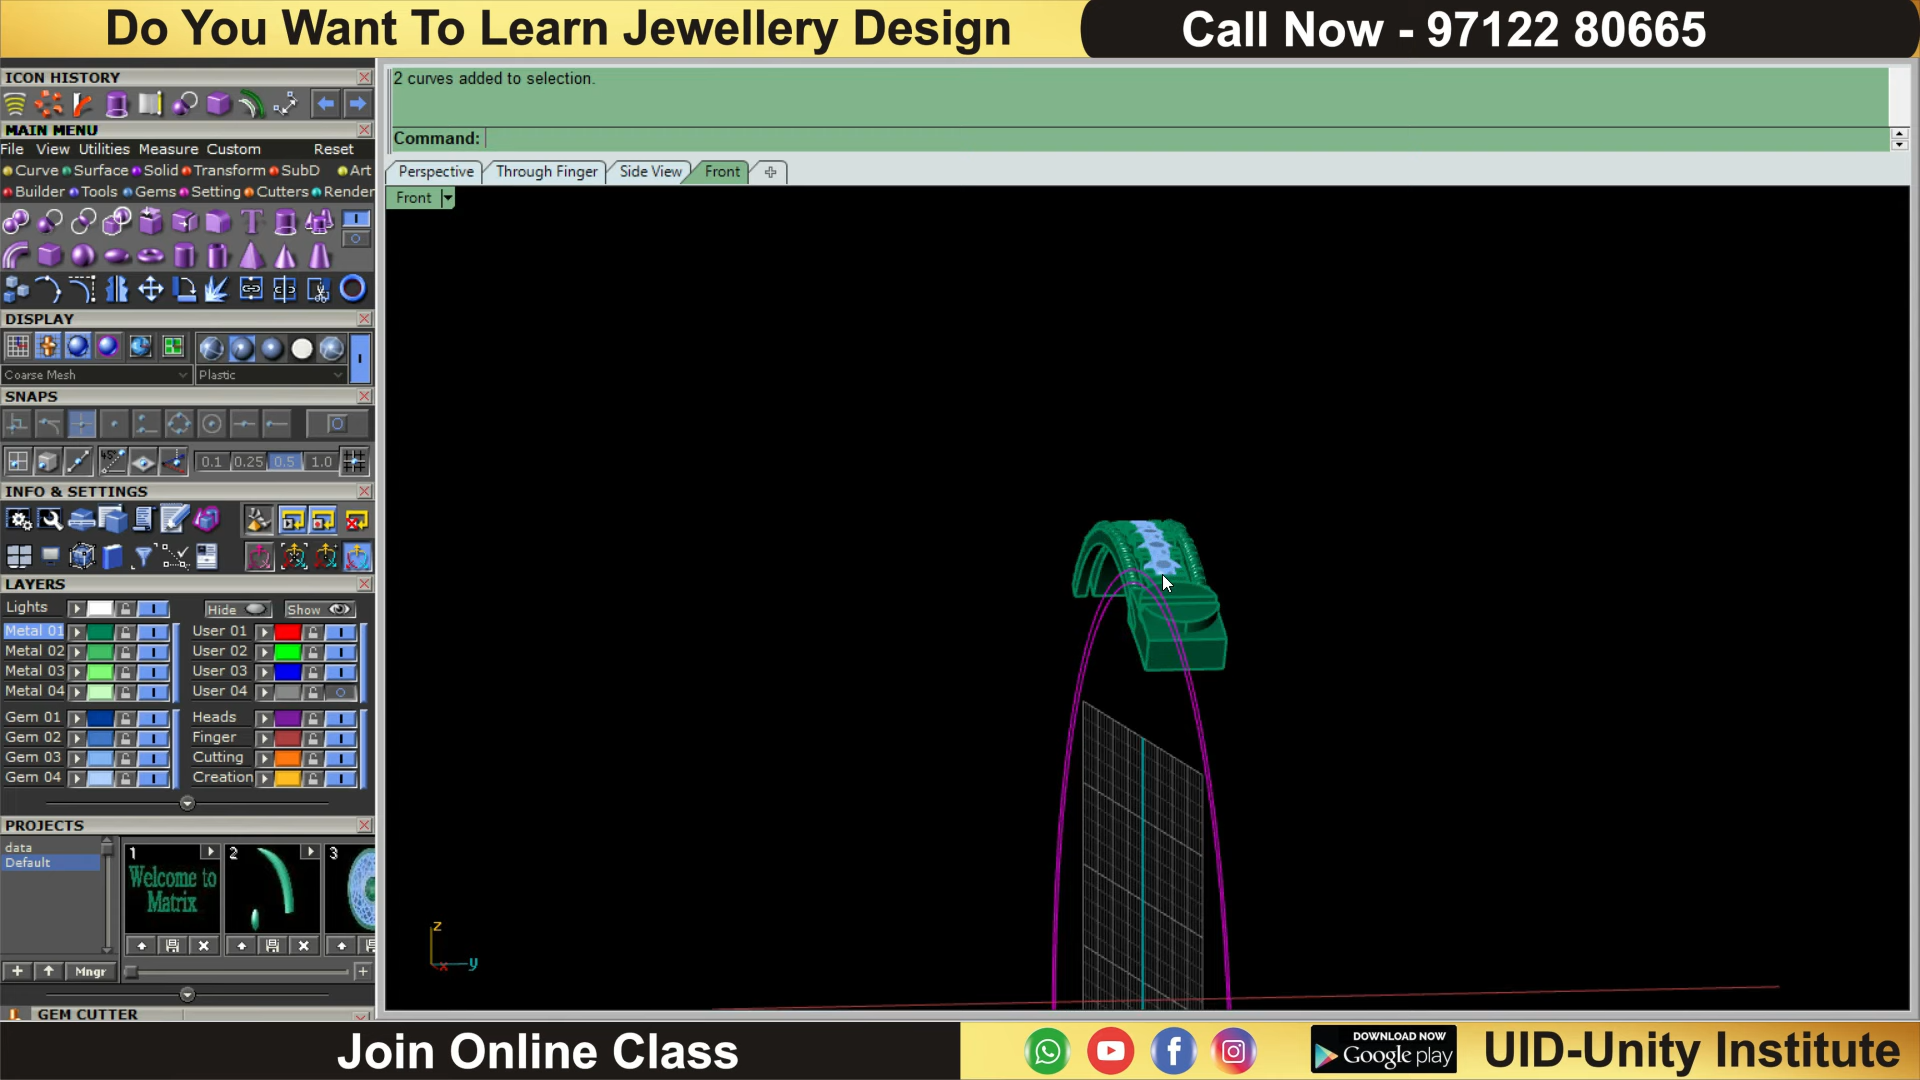 Do You Want To Learn Jewellery Design
Call Now - 97122 80665
ICON HISTORY
2 curves added to selection.
MAIN MENU
Command:
File View Utilities Measure Custom Reset
Curve Surface Solid Transform SubD Art
Builder Tools Gems Setting Cutters Render
Perspective Through Finger Side View Front
Front
DISPLAY
Coarse Mesh Plastic
SNAPS
0.1 0.25 0.5 1.0
INFO & SETTINGS
LAYERS
Lights Hide Show
Metal 01 User 01
Metal 02 User 02
Metal 03 User 03
Metal 04 User 04
Gem 01 Heads
Gem 02 Finger
Gem 03 Cutting
Gem 04 Creation
PROJECTS
data
Default
1 2 3
Welcome to
Matrix
Mngr
z
x
y
GEM CUTTER
Join Online Class
DOWNLOAD NOW
Google play
UID-Unity Institute